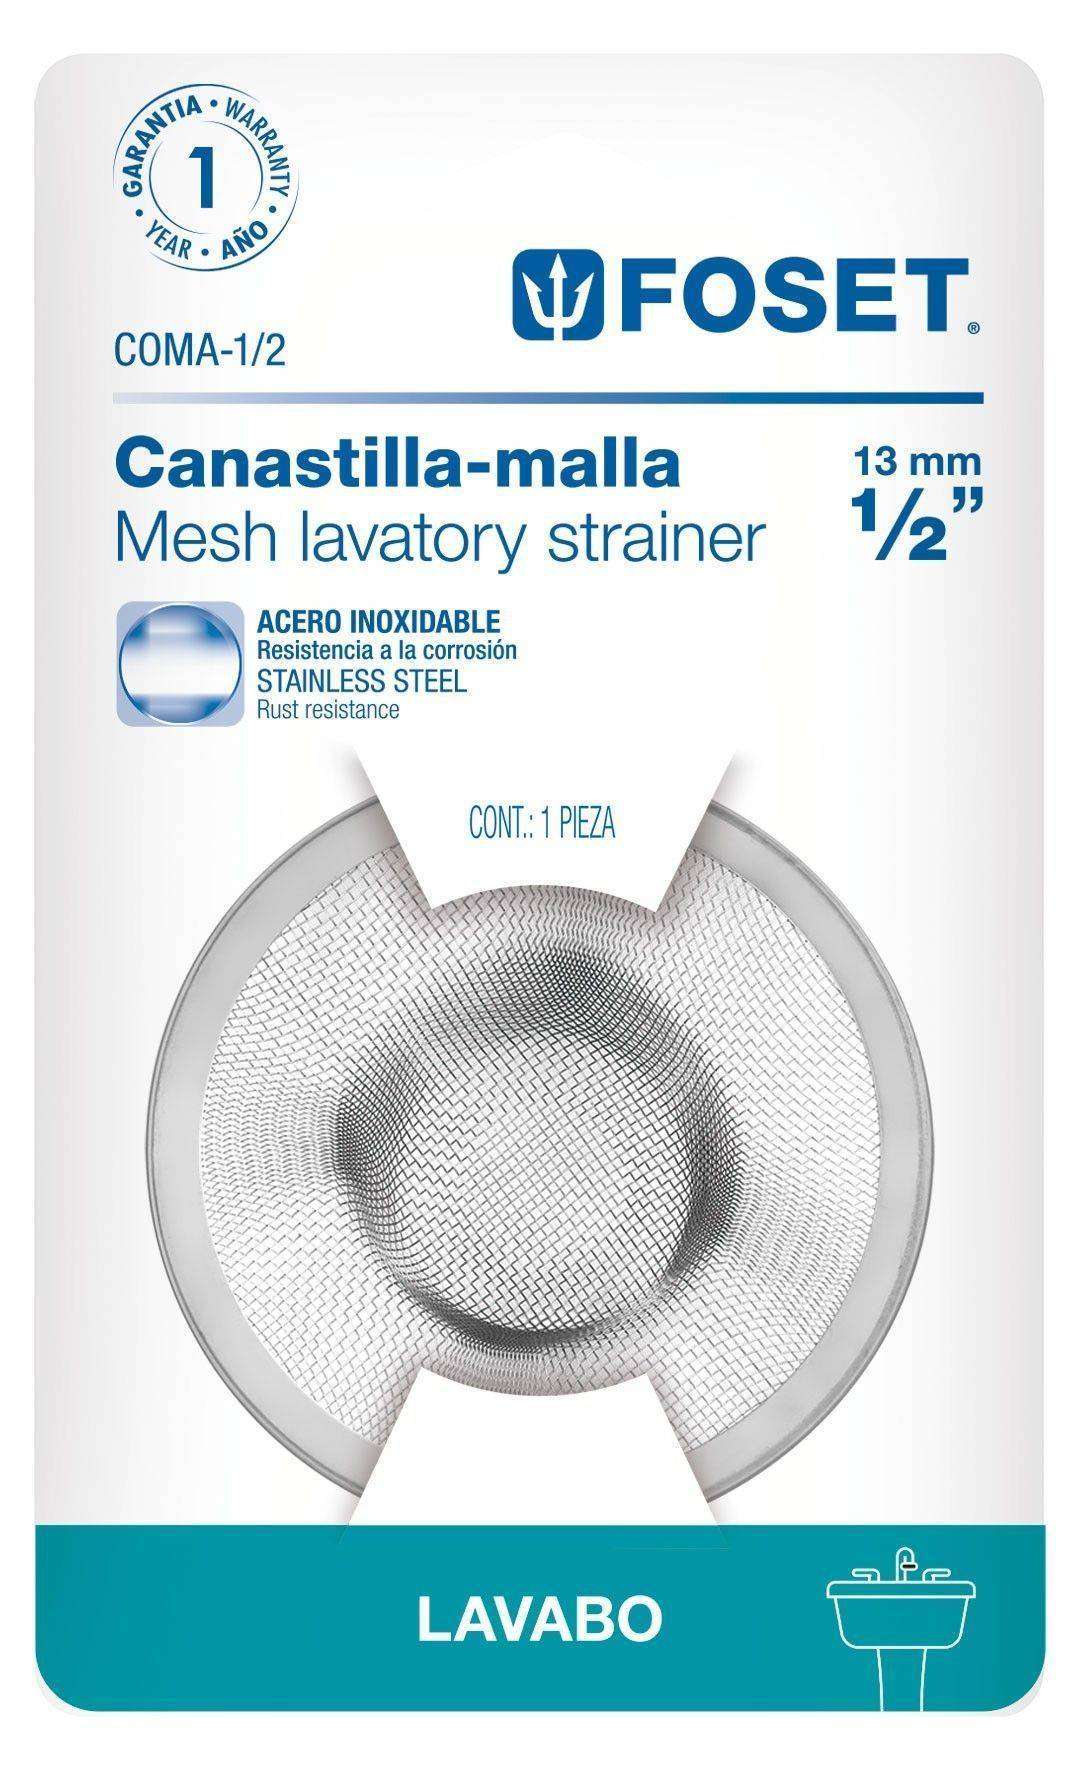 GARANTIA • WARRANTY
1
• YEAR • AÑO •
FOSET®
COMA-1/2
Canastilla-malla
13 mm
Mesh lavatory strainer
1/2”
ACERO INOXIDABLE
Resistencia a la corrosión
STAINLESS STEEL
Rust resistance
CONT.: 1 PIEZA
LAVABO